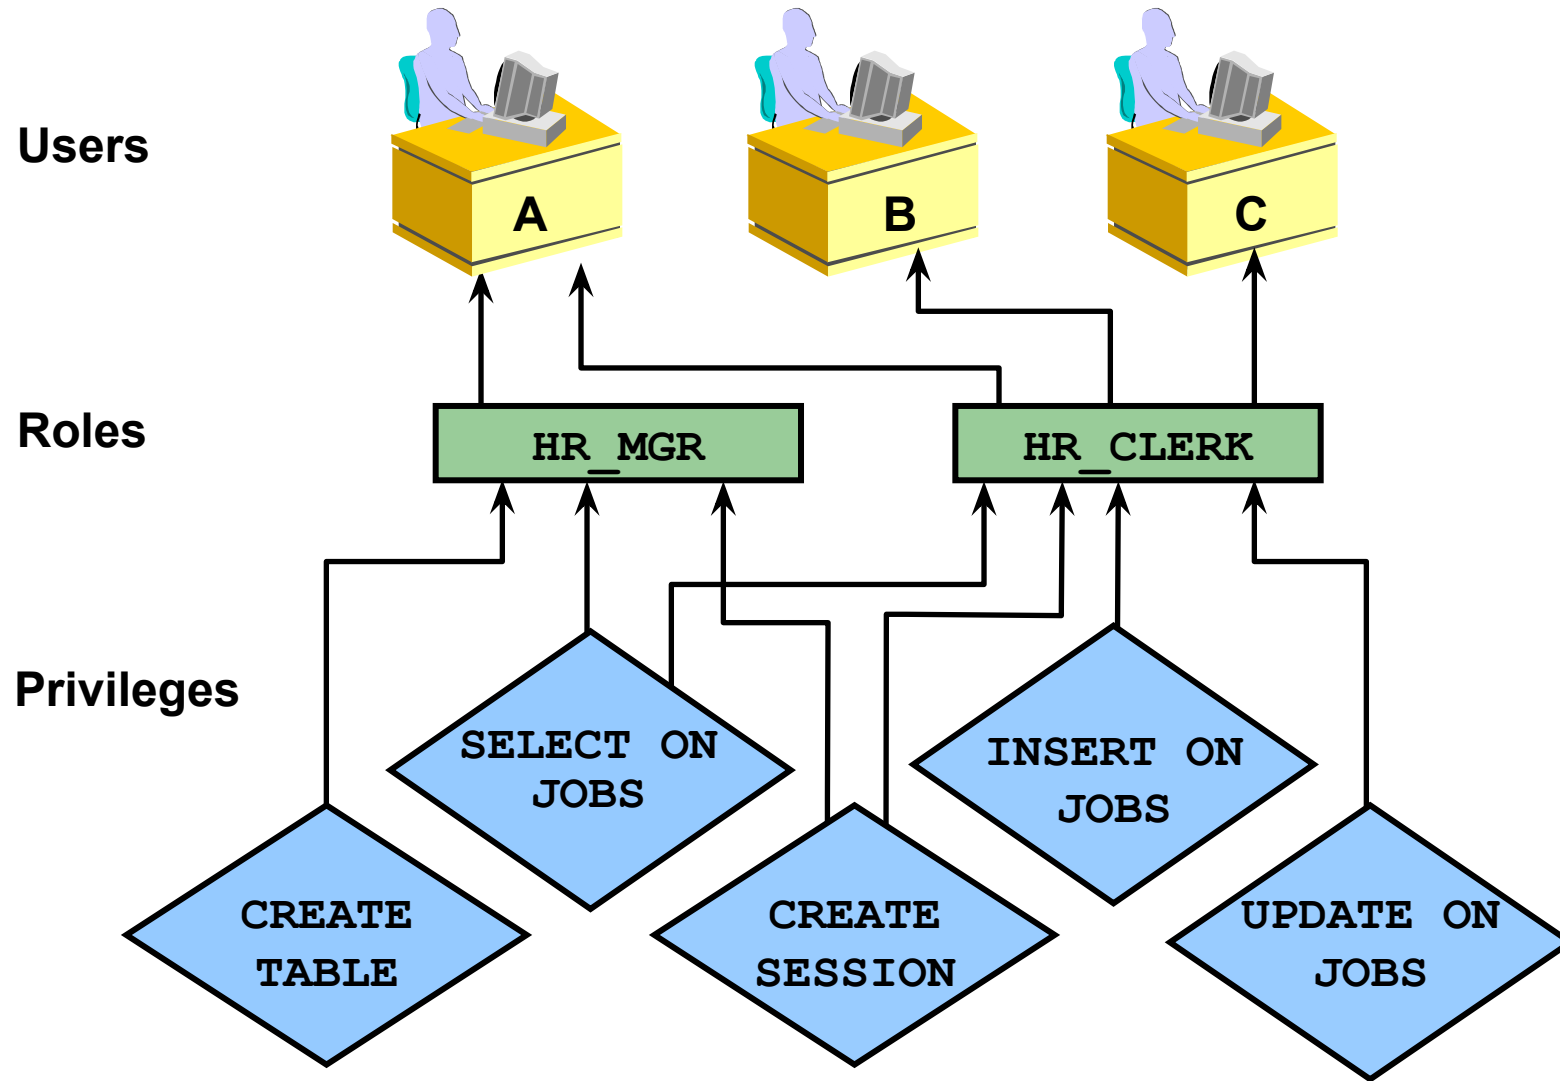 Users
A
B
C
Roles
HR_MGR
HR_CLERK
Privileges
SELECT ON
JOBS
INSERT ON
JOBS
CREATE
TABLE
CREATE
SESSION
UPDATE ON
JOBS